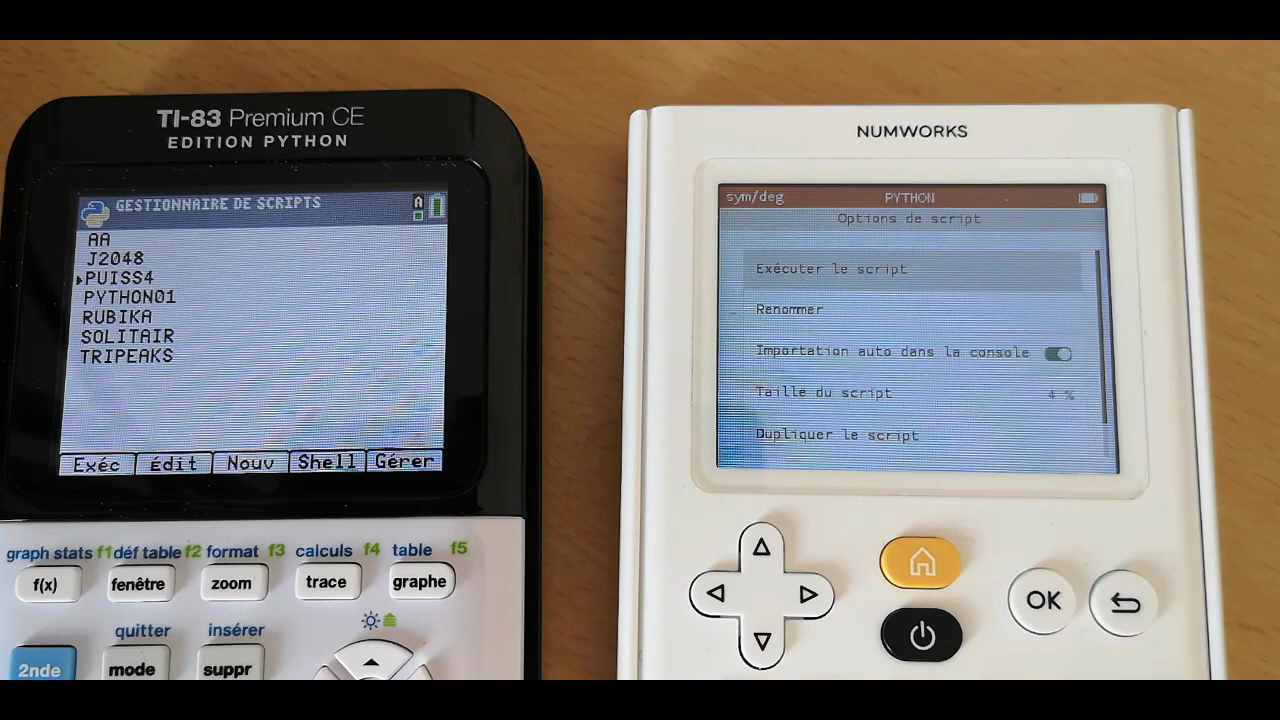 TI-83 Premium CE
EDITION PYTHON
GESTIONNAIRE DE SCRIPTS
A
AA
J2048
PUISS4
PYTHON01
RUBIKA
SOLITAIR
TRIPEAKS
Exéc Édit Nouv Shell Gérer
graph stats f1 déf table f2 format f3 calculs f4 table f5
f(x) fenêtre zoom trace graphe
quitter insérer
2nde mode suppr
NUMWORKS
sym/deg PYTHON
Options de script
Exécuter le script
Renommer
Importation auto dans la console
Taille du script 4 %
Dupliquer le script
OK